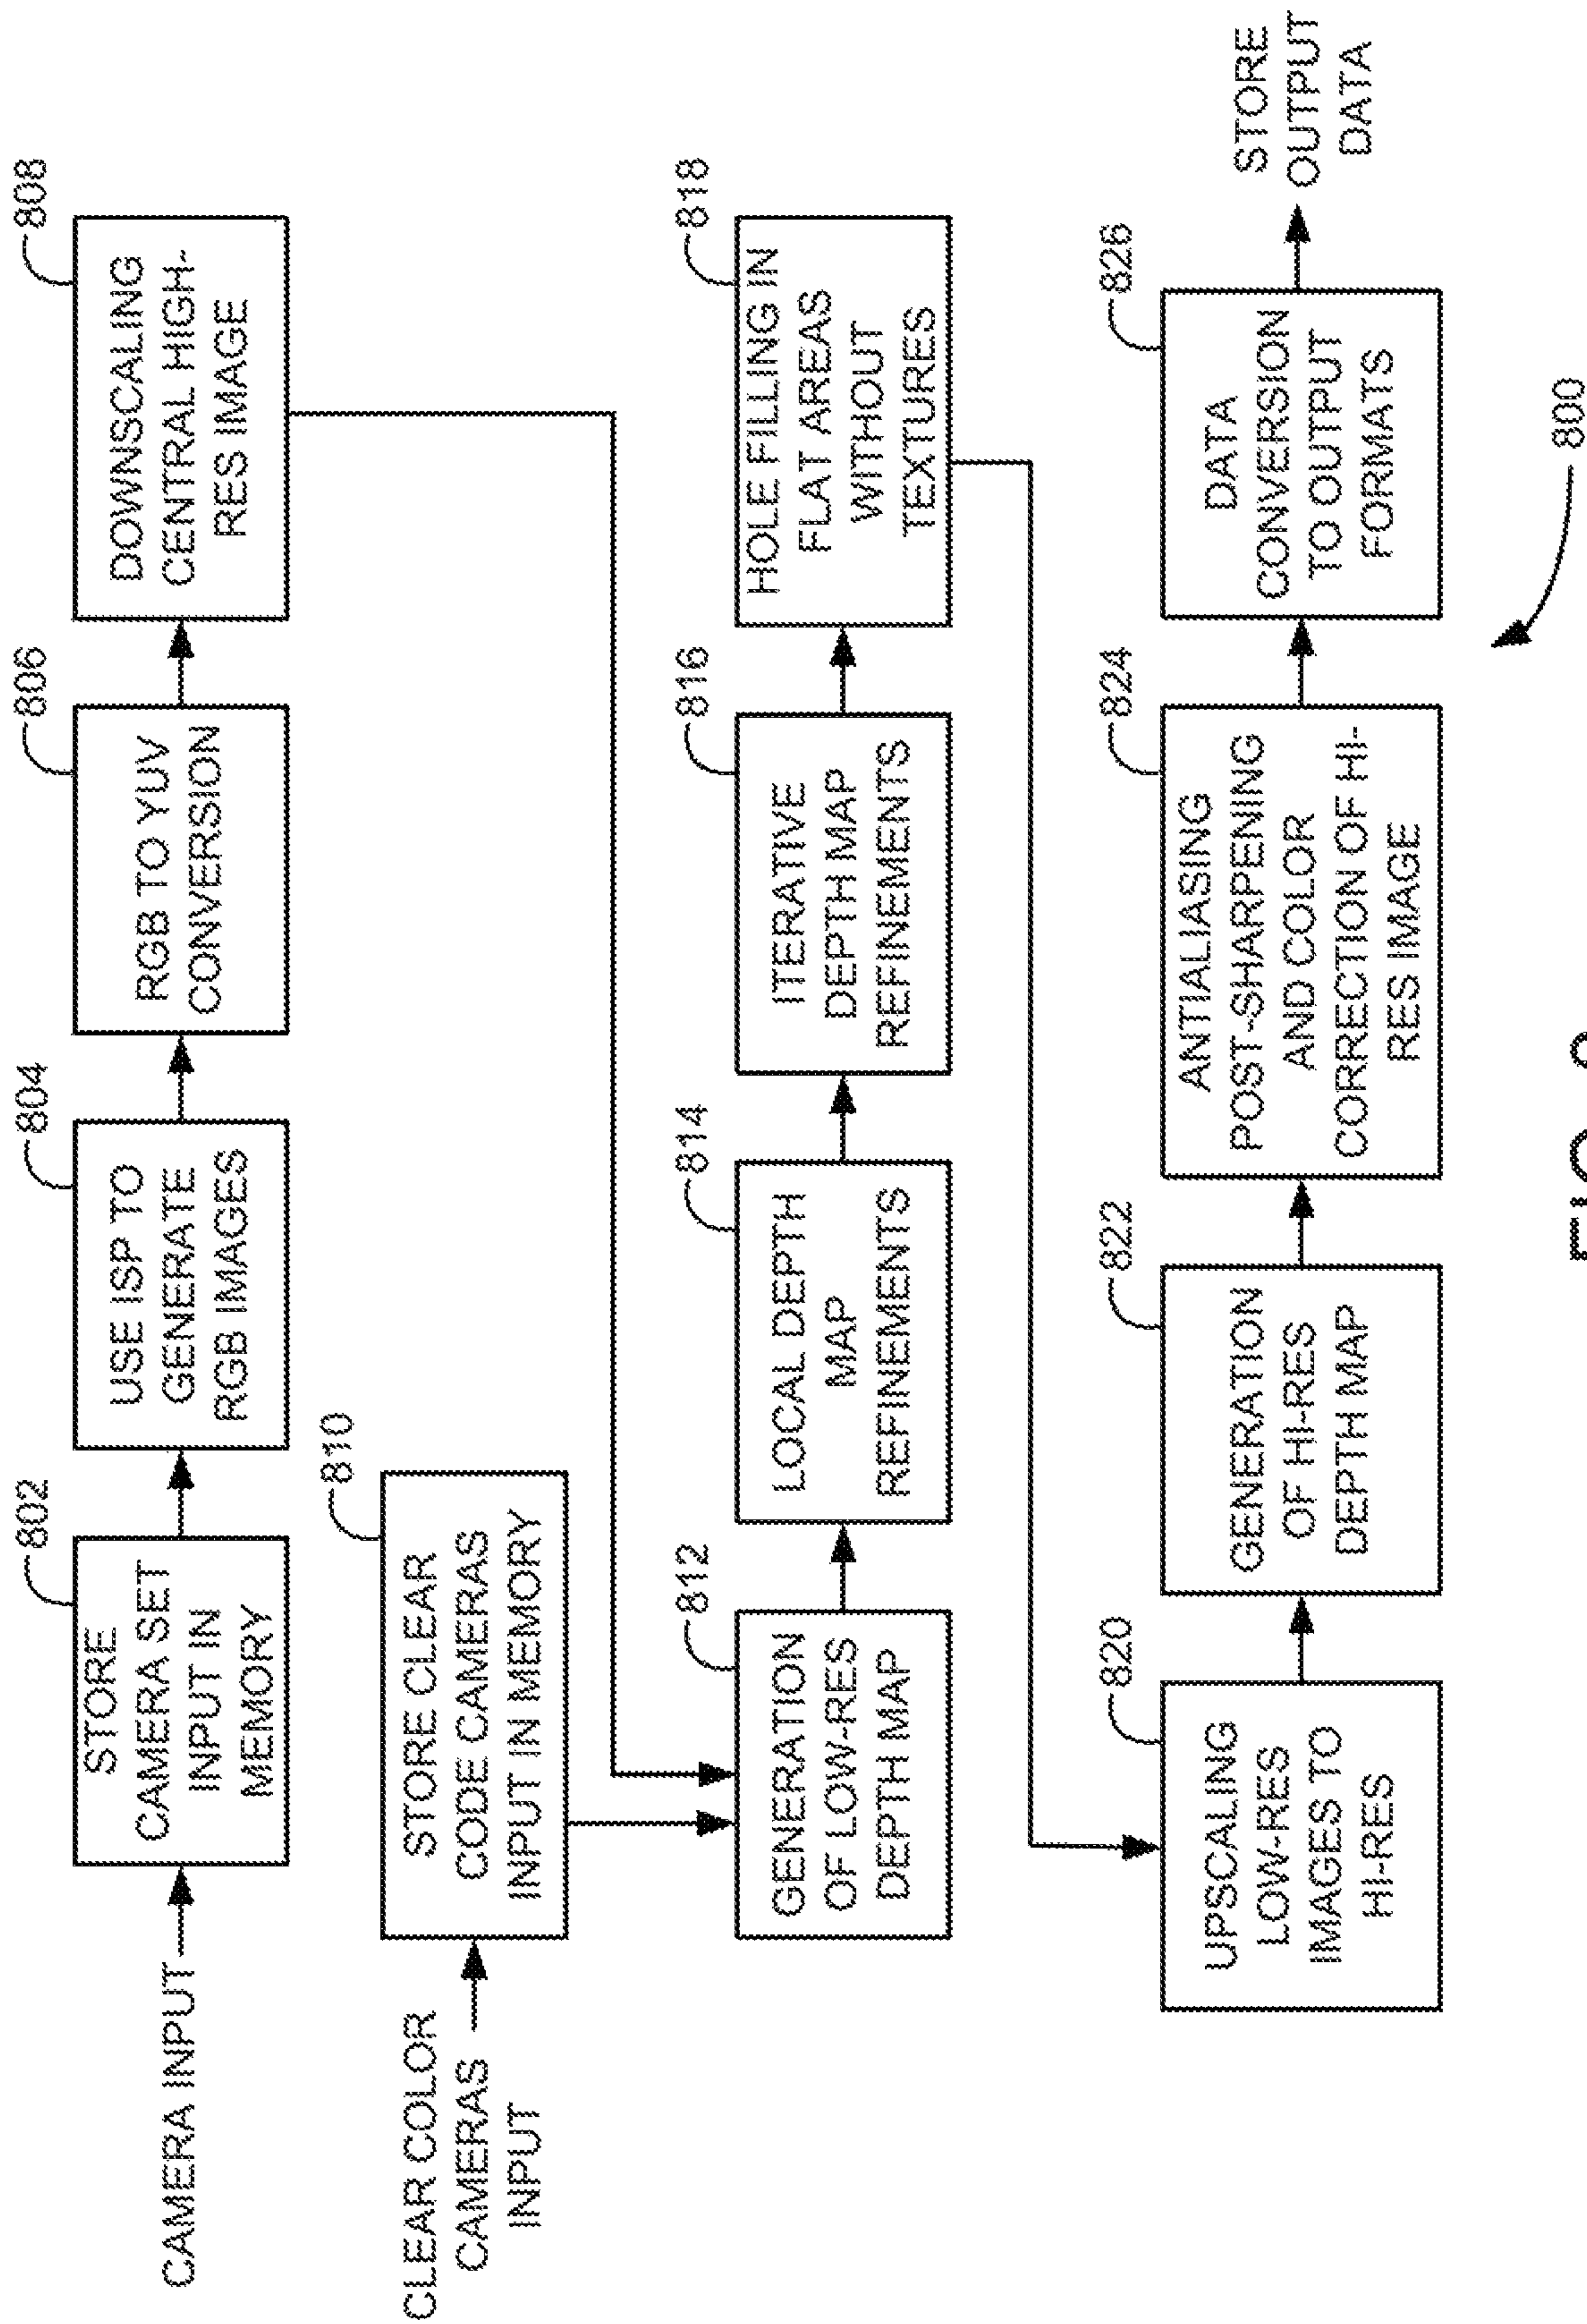 CAMERA INPUT
802
STORE
CAMERA SET
INPUT IN
MEMORY
804
USE ISP TO
GENERATE
RGB IMAGES
806
RGB TO YUV
CONVERSION
808
DOWNSCALING
CENTRAL HIGH-
RES IMAGE
CLEAR COLOR
CAMERAS
INPUT
810
STORE CLEAR
CODE CAMERAS
INPUT IN MEMORY
812
GENERATION
OF LOW-RES
DEPTH MAP
814
LOCAL DEPTH
MAP
REFINEMENTS
816
ITERATIVE
DEPTH MAP
REFINEMENTS
818
HOLE FILLING IN
FLAT AREAS
WITHOUT
TEXTURES
820
UPSCALING
LOW-RES
IMAGES TO
HI-RES
822
GENERATION
OF HI-RES
DEPTH MAP
824
ANTIALIASING
POST-SHARPENING
AND COLOR
CORRECTION OF HI-
RES IMAGE
826
DATA
CONVERSION
TO OUTPUT
FORMATS
STORE
OUTPUT
DATA
800